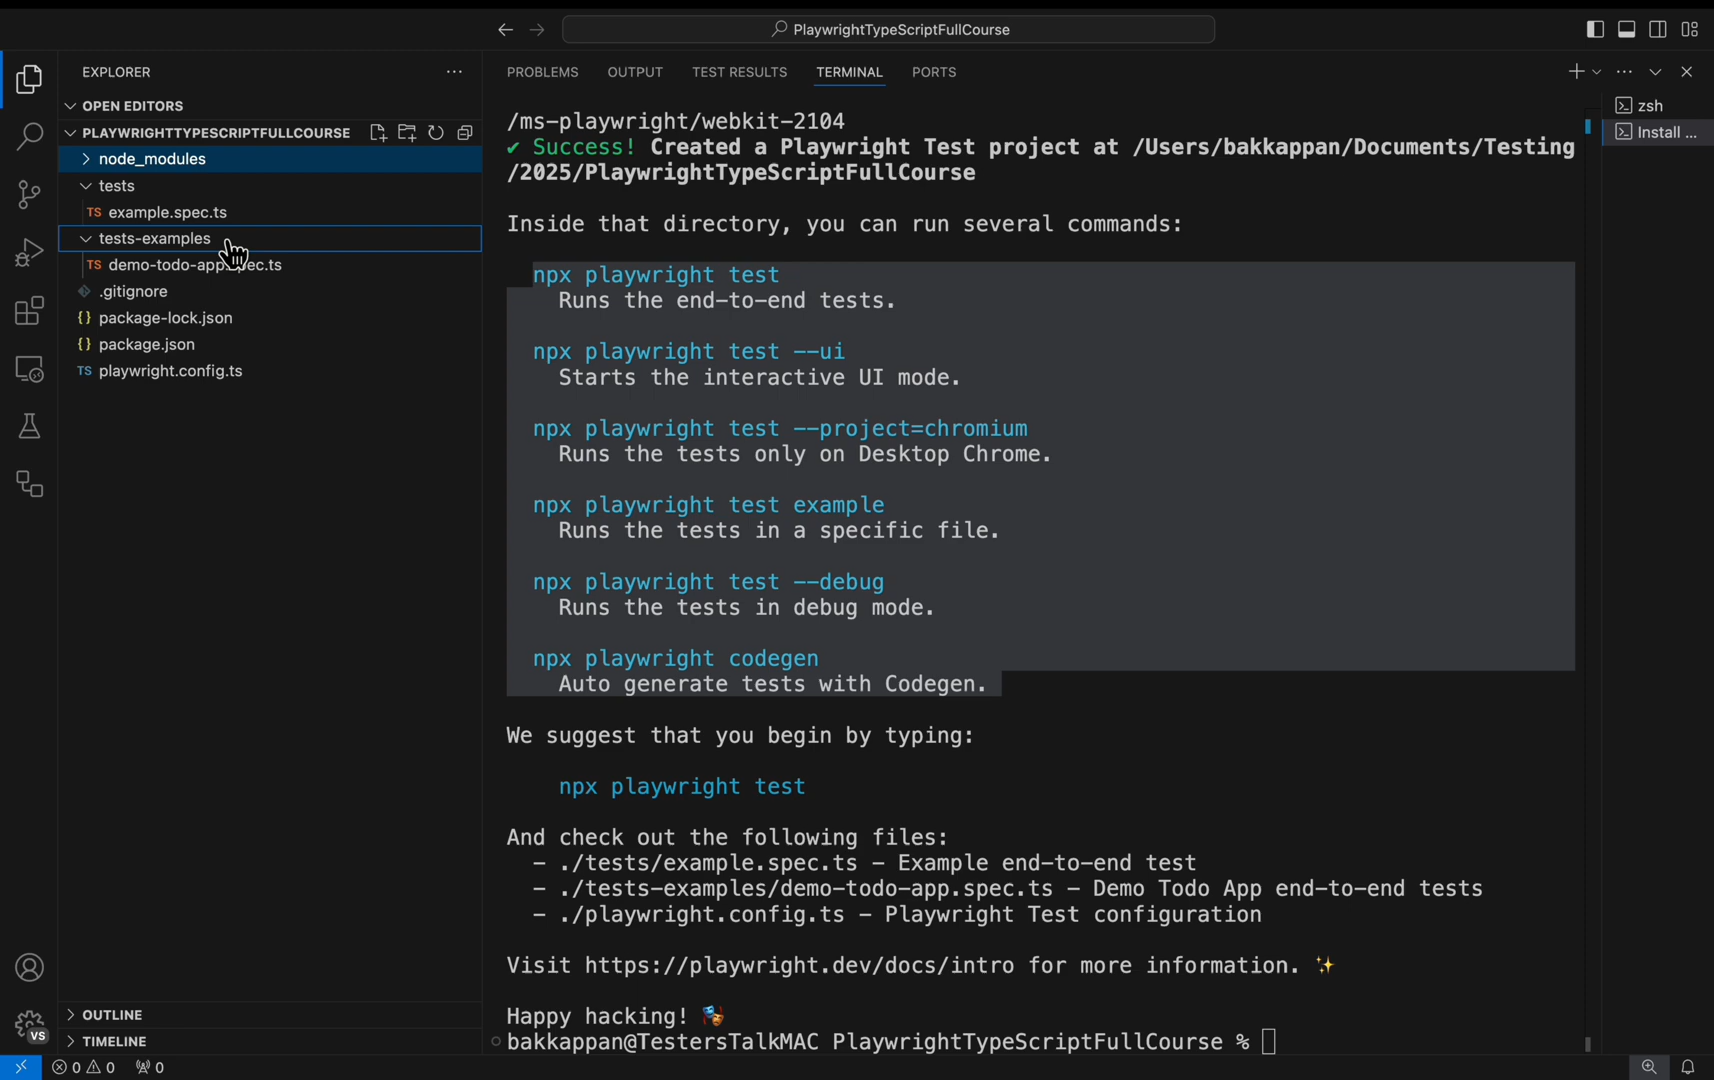 PlaywrightTypeScriptFullCourse
EXPLORER
OPEN EDITORS
PLAYWRIGHTTYPESCRIPTFULLCOURSE
node_modules
tests
TS example.spec.ts
tests-examples
TS demo-todo-app.spec.ts
.gitignore
{} package-lock.json
{} package.json
TS playwright.config.ts
OUTLINE
TIMELINE
VS
0 0 0
PROBLEMS OUTPUT TEST RESULTS TERMINAL PORTS
zsh
Install ...
/ms-playwright/webkit-2104
✔ Success! Created a Playwright Test project at /Users/bakkappan/Documents/Testing
/2025/PlaywrightTypeScriptFullCourse
Inside that directory, you can run several commands:
npx playwright test
Runs the end-to-end tests.
npx playwright test --ui
Starts the interactive UI mode.
npx playwright test --project=chromium
Runs the tests only on Desktop Chrome.
npx playwright test example
Runs the tests in a specific file.
npx playwright test --debug
Runs the tests in debug mode.
npx playwright codegen
Auto generate tests with Codegen.
We suggest that you begin by typing:
npx playwright test
And check out the following files:
- ./tests/example.spec.ts - Example end-to-end test
- ./tests-examples/demo-todo-app.spec.ts - Demo Todo App end-to-end tests
- ./playwright.config.ts - Playwright Test configuration
Visit https://playwright.dev/docs/intro for more information. ✨
Happy hacking! 🎭
bakkappan@TestersTalkMAC PlaywrightTypeScriptFullCourse %